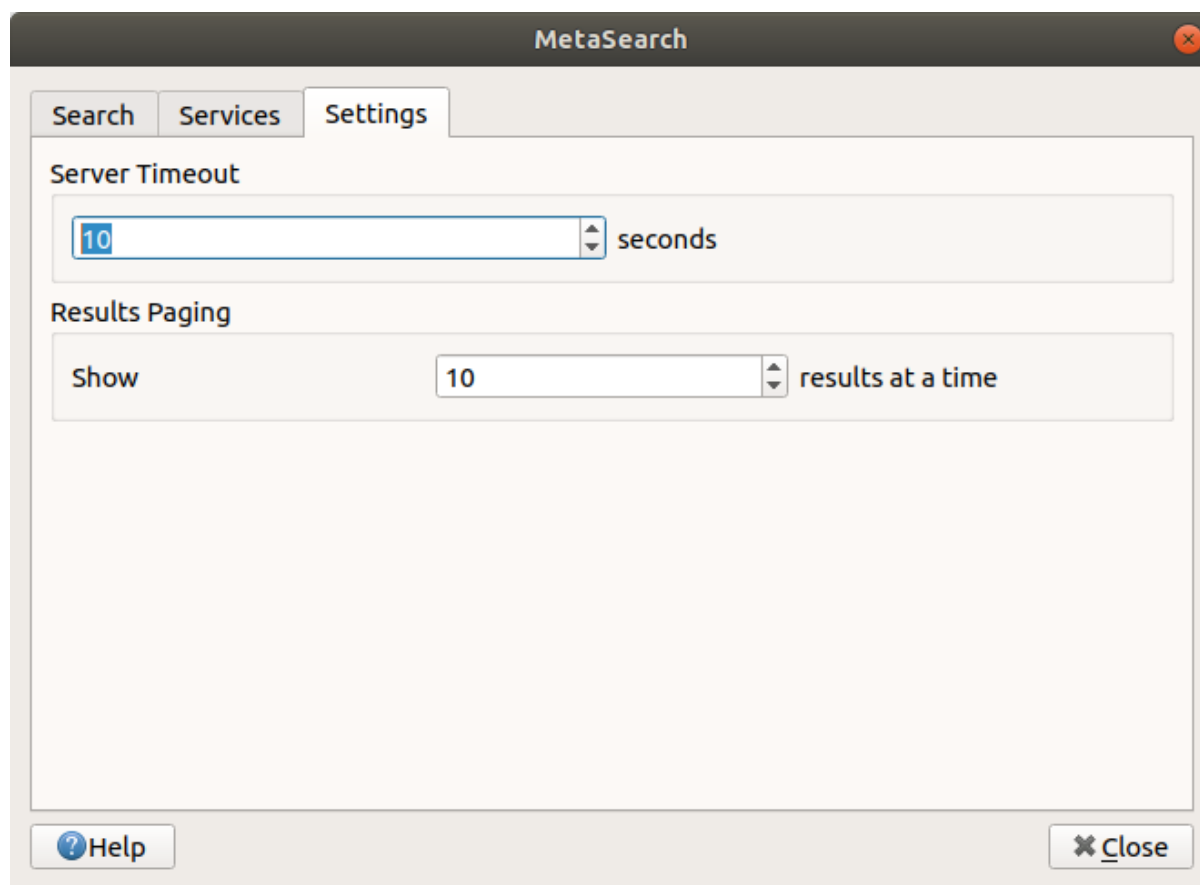 MetaSearch
Search Services Settings
Server Timeout
10 seconds
Results Paging
Show 10 results at a time
Help Close